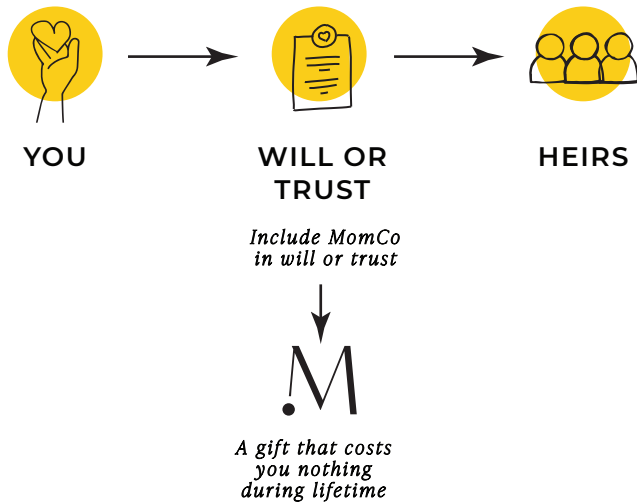 YOU
WILL OR
TRUST
HEIRS
Include MomCo
in will or trust
M
A gift that costs
you nothing
during lifetime